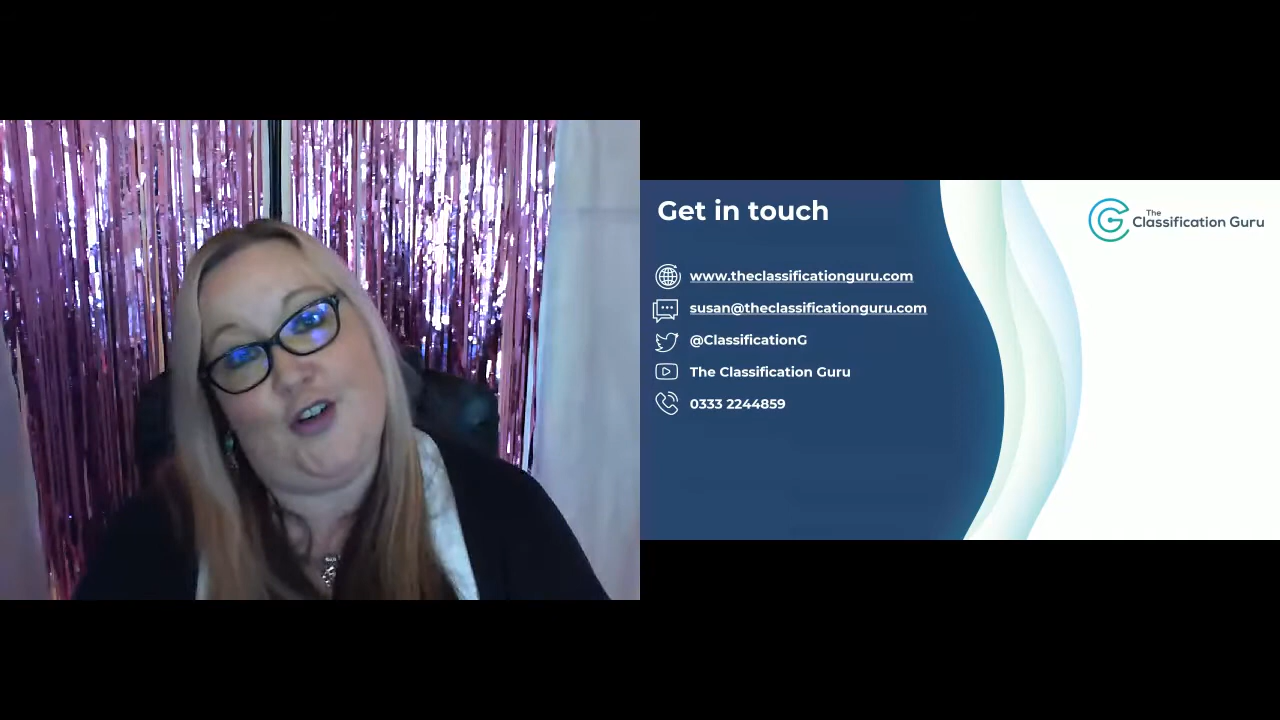 Get in touch
The
Classification Guru
www.theclassificationguru.com
susan@theclassificationguru.com
@ClassificationG
The Classification Guru
0333 2244859